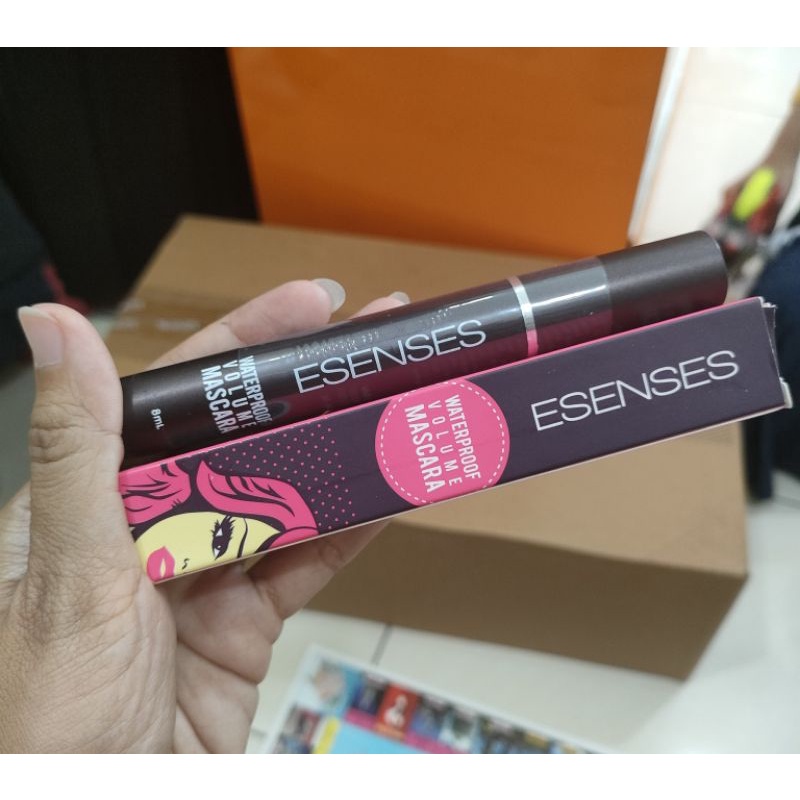 ESENSES
WATERPROOF
VOLUME
MASCARA
8mL
ESENSES
WATERPROOF
VOLUME
MASCARA